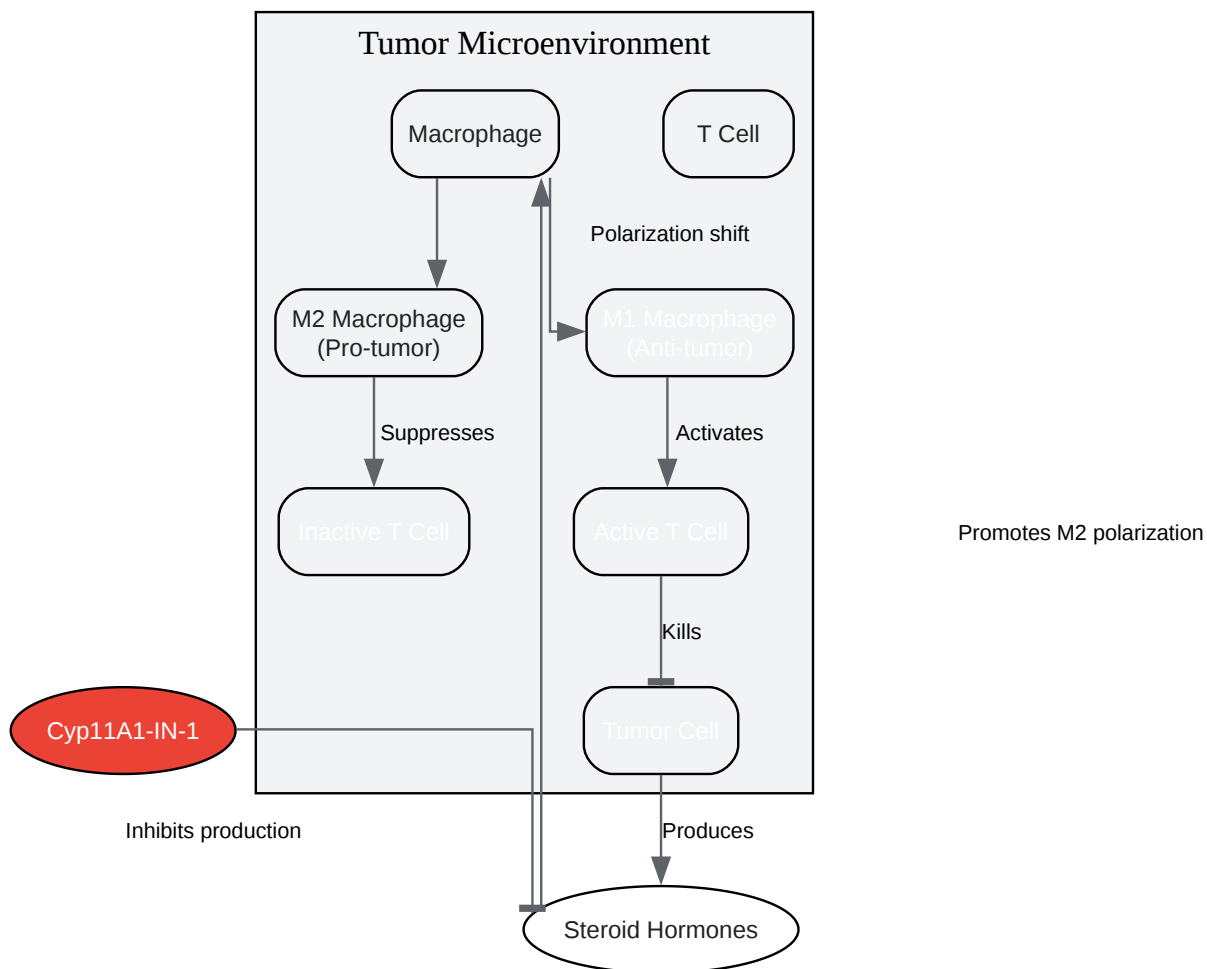 Tumor Microenvironment
Macrophage
T Cell
Polarization shift
M2 Macrophage
(Pro-tumor)
M1 Macrophage
(Anti-tumor)
Suppresses
Activates
Inactive T Cell
Active T Cell
Promotes M2 polarization
Kills
Cyp11A1-IN-1
Tumor Cell
Inhibits production
Produces
Steroid Hormones